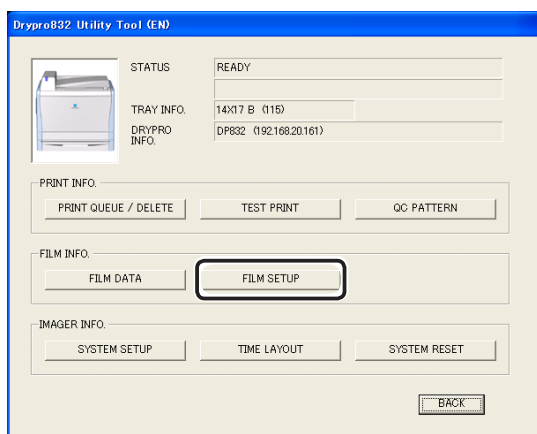 Drypro832 Utility Tool (EN)
STATUS READY
TRAY INFO. 14X17 B (115)
DRYPRO INFO. DP832 (192.168.20.161)
PRINT INFO.
PRINT QUEUE / DELETE TEST PRINT QC PATTERN
FILM INFO.
FILM DATA FILM SETUP
IMAGER INFO.
SYSTEM SETUP TIME LAYOUT SYSTEM RESET
BACK